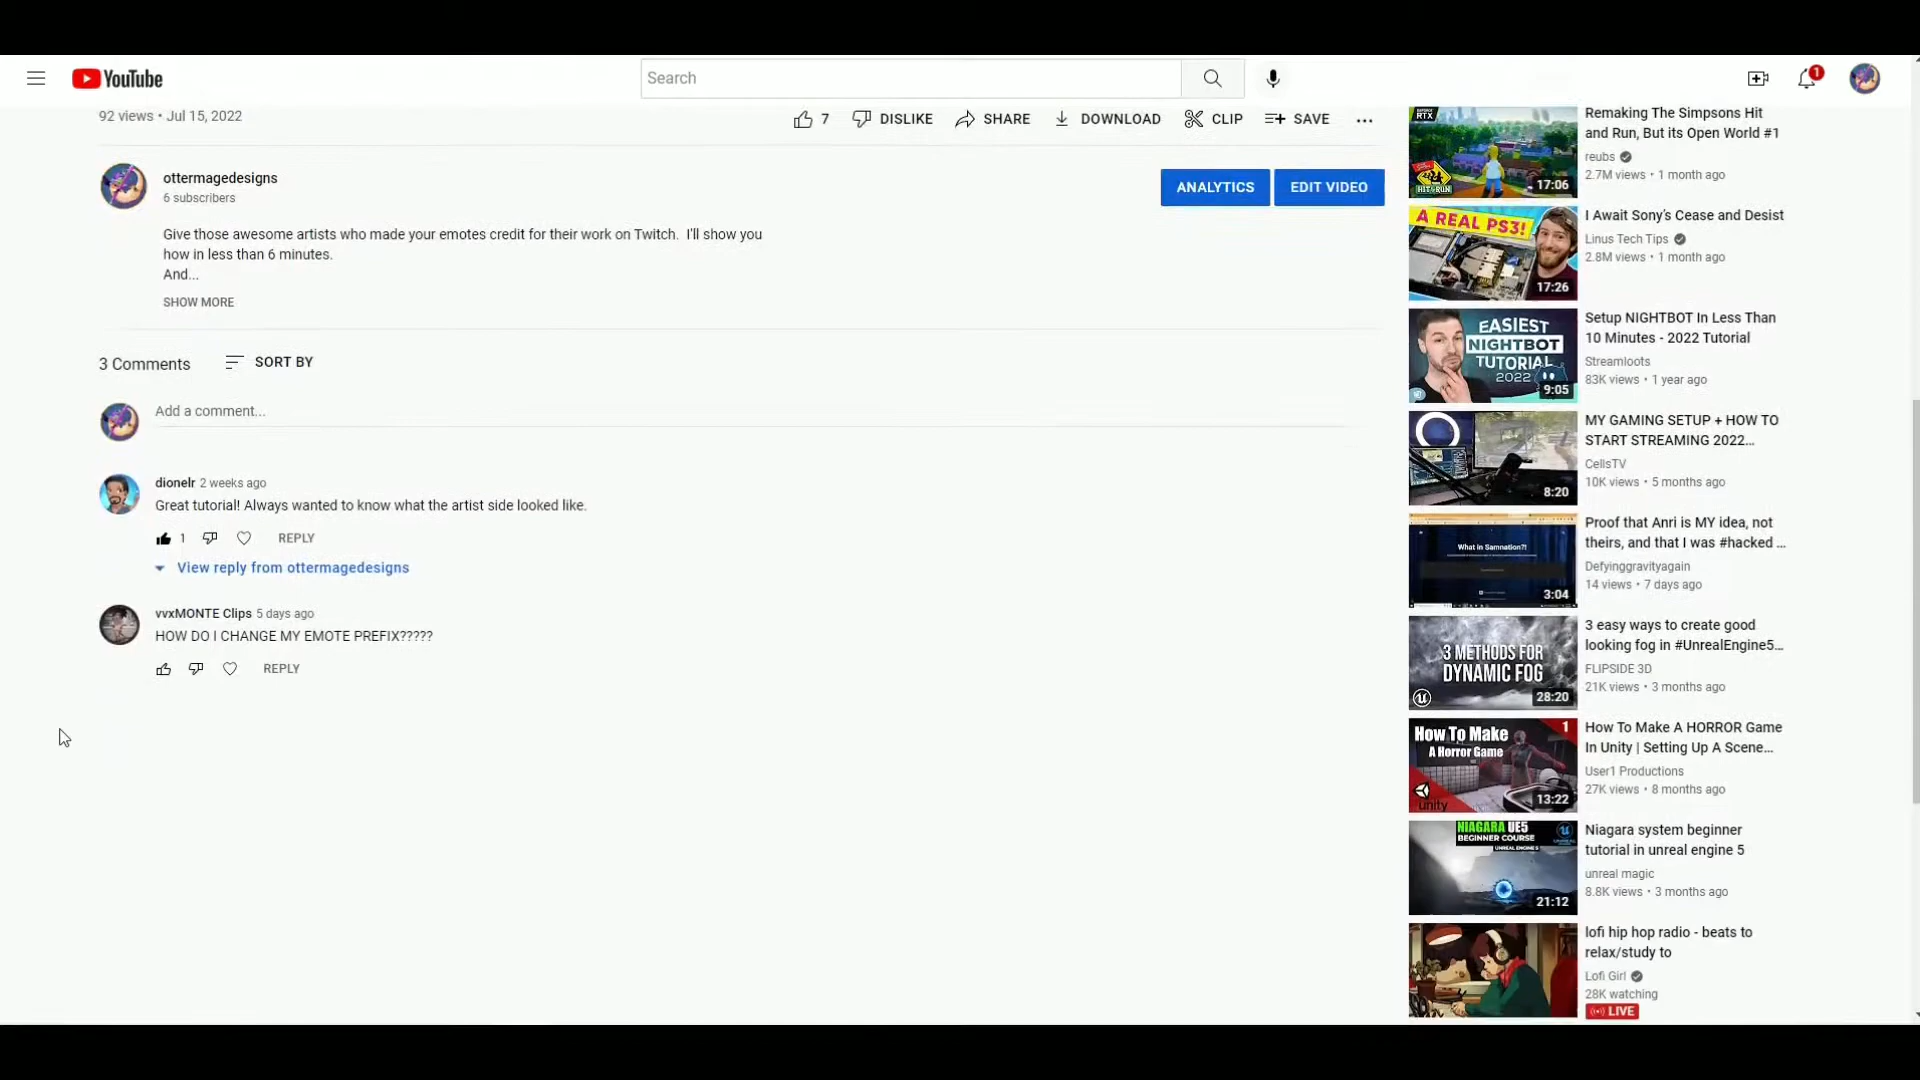 YouTube
Search
1
92 views • Jul 15, 2022
7
DISLIKE
SHARE
DOWNLOAD
CLIP
SAVE
ottermagedesigns
6 subscribers
ANALYTICS
EDIT VIDEO
Give those awesome artists who made your emotes credit for their work on Twitch. I'll show you
how in less than 6 minutes.
And...
SHOW MORE
3 Comments
SORT BY
Add a comment...
dionelr 2 weeks ago
Great tutorial! Always wanted to know what the artist side looked like.
1
REPLY
View reply from ottermagedesigns
vvxMONTE Clips 5 days ago
HOW DO I CHANGE MY EMOTE PREFIX?????
REPLY
RTX
HIT & RUN
17:06
Remaking The Simpsons Hit
and Run, But its Open World #1
reubs
2.7M views • 1 month ago
A REAL PS3!
17:26
I Await Sony's Cease and Desist
Linus Tech Tips
2.8M views • 1 month ago
EASIEST
NIGHTBOT
TUTORIAL
2022
9:05
Setup NIGHTBOT In Less Than
10 Minutes - 2022 Tutorial
Streamloots
83K views • 1 year ago
8:20
MY GAMING SETUP + HOW TO
START STREAMING 2022...
CellsTV
10K views • 5 months ago
What in Samnation?!
3:04
Proof that Anri is MY idea, not
theirs, and that I was #hacked ...
Defyinggravityagain
14 views • 7 days ago
3 METHODS FOR
DYNAMIC FOG
28:20
3 easy ways to create good
looking fog in #UnrealEngine5...
FLIPSIDE 3D
21K views • 3 months ago
How To Make
A Horror Game
1
unity
13:22
How To Make A HORROR Game
In Unity | Setting Up A Scene...
User1 Productions
27K views • 8 months ago
NIAGARA UE5
BEGINNER COURSE
UNREAL ENGINE 5
21:12
Niagara system beginner
tutorial in unreal engine 5
unreal magic
8.8K views • 3 months ago
lofi hip hop radio - beats to
relax/study to
Lofi Girl
28K watching
LIVE